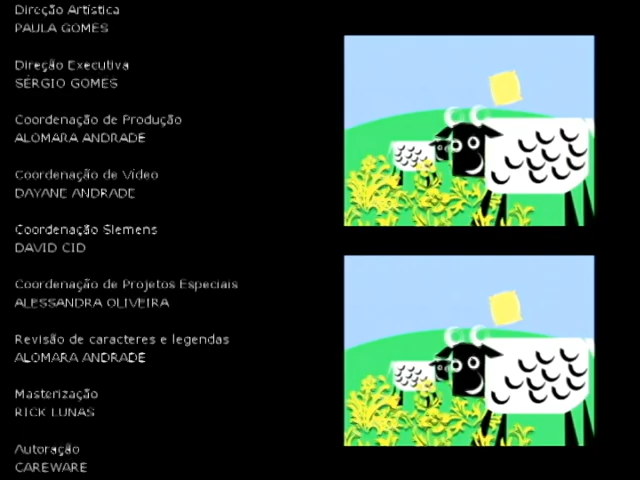 Direção Artística
PAULA GOMES
Direção Executiva
SÉRGIO GOMES
Coordenação de Produção
ALOMARA ANDRADE
Coordenação de Vídeo
DAYANE ANDRADE
Coordenação Siemens
DAVID CID
Coordenação de Projetos Especiais
ALESSANDRA OLIVEIRA
Revisão de caracteres e legendas
ALOMARA ANDRADE
Masterização
RICK LUNAS
Autoração
CAREWARE